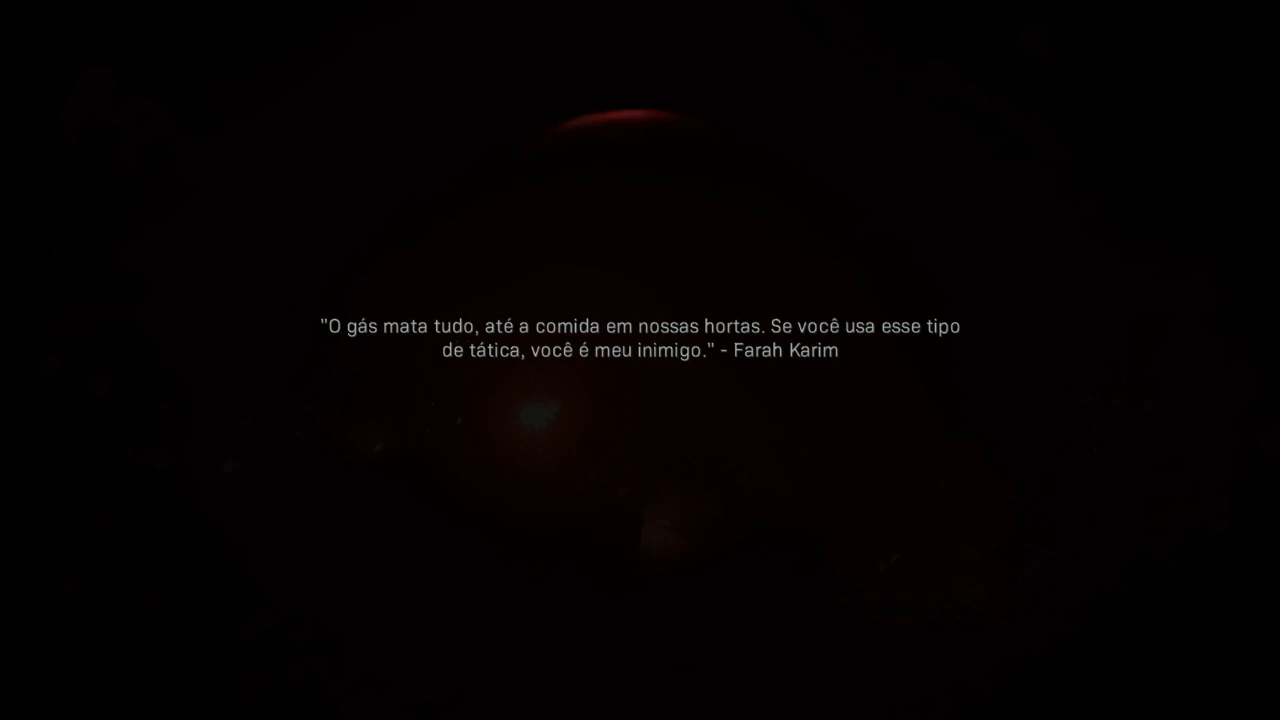 "O gás mata tudo, até a comida em nossas hortas. Se você usa esse tipo
de tática, você é meu inimigo." - Farah Karim